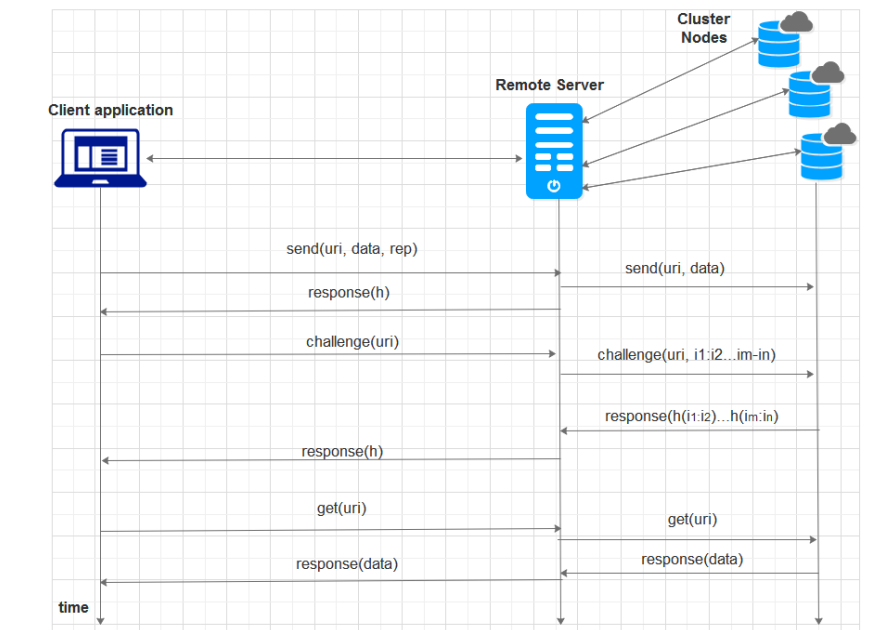 Cluster
Nodes
Remote Server
Client application
send(uri, data, rep)
send(uri, data)
response(h)
challenge(uri)
challenge(uri, i1:i2...im-in)
response(h(i1:i2)...h(im:in)
response(h)
get(uri)
get(uri)
response(data)
response(data)
time